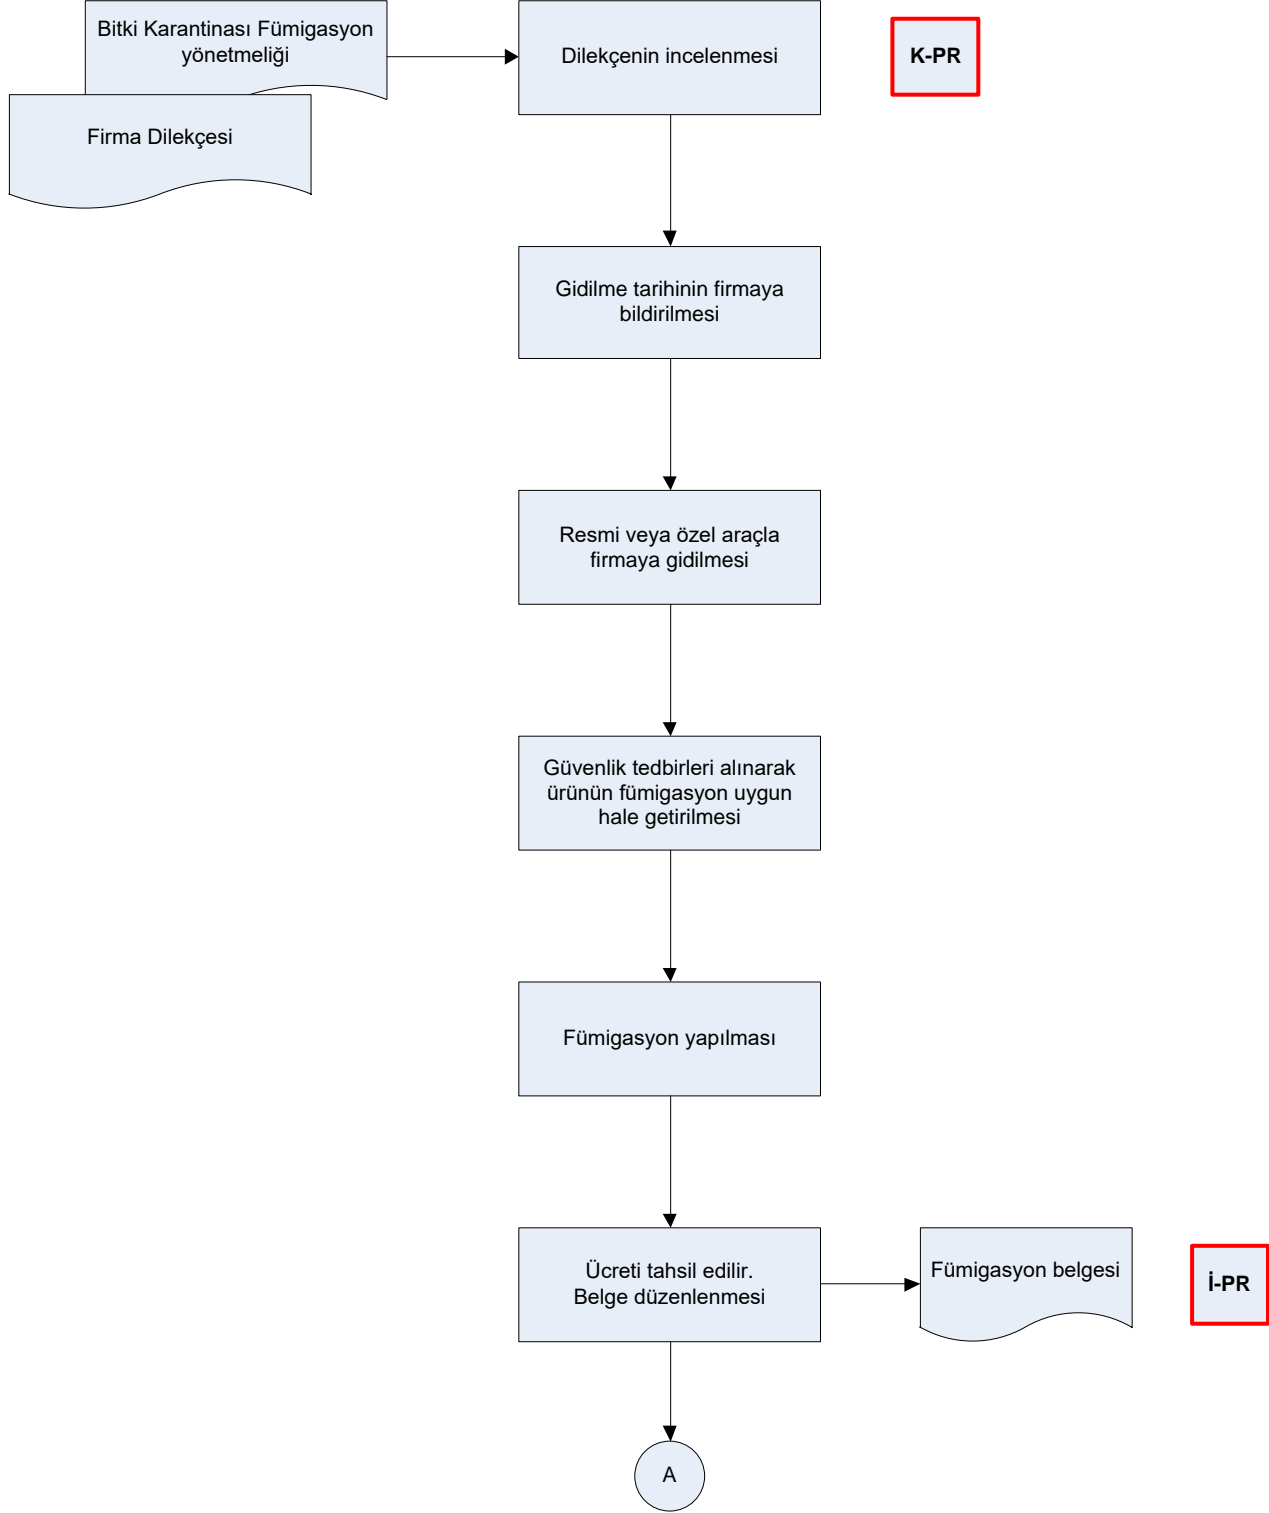 Bitki Karantinası Fümigasyon
yönetmeliği
Firma Dilekçesi
Dilekçenin incelenmesi
K-PR
Gidilme tarihinin firmaya
bildirilmesi
Resmi veya özel araçla
firmaya gidilmesi
Güvenlik tedbirleri alınarak
ürünün fümigasyon uygun
hale getirilmesi
Fümigasyon yapılması
Ücreti tahsil edilir.
Belge düzenlenmesi
Fümigasyon belgesi
İ-PR
A